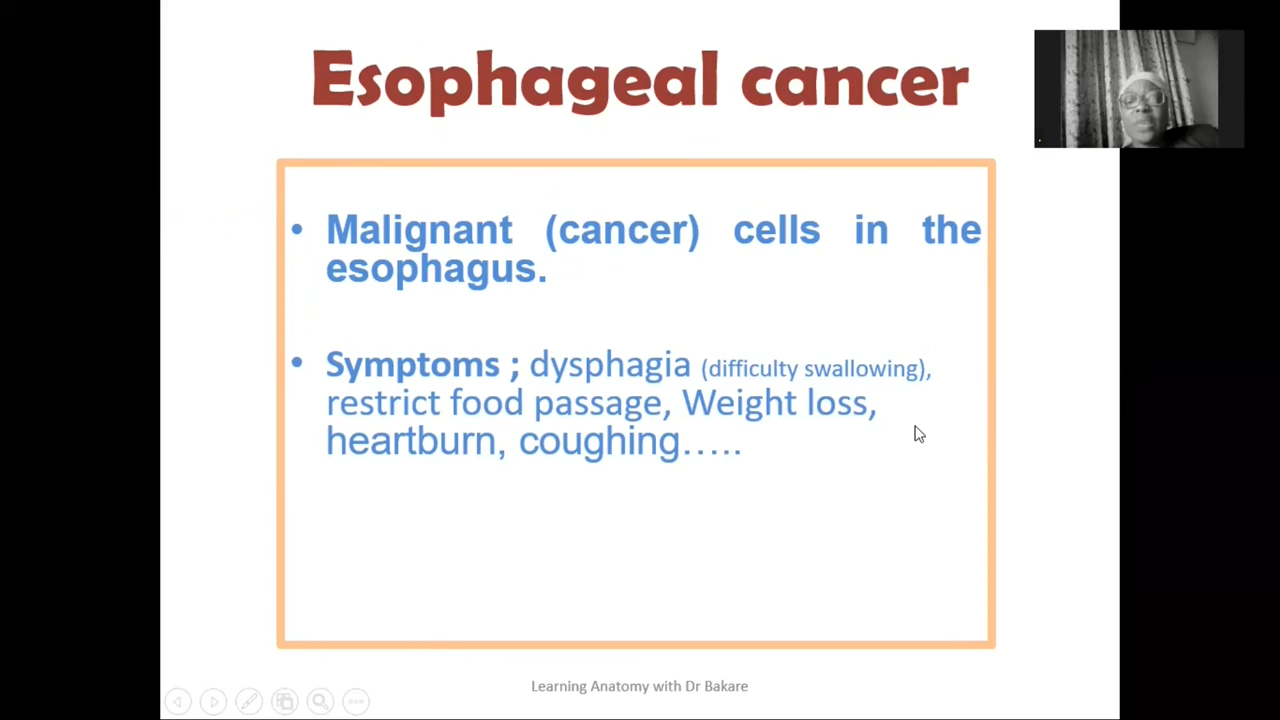 Esophageal cancer
• Malignant (cancer) cells in the
esophagus.
• Symptoms ; dysphagia (difficulty swallowing),
restrict food passage, Weight loss,
heartburn, coughing…..
Learning Anatomy with Dr Bakare